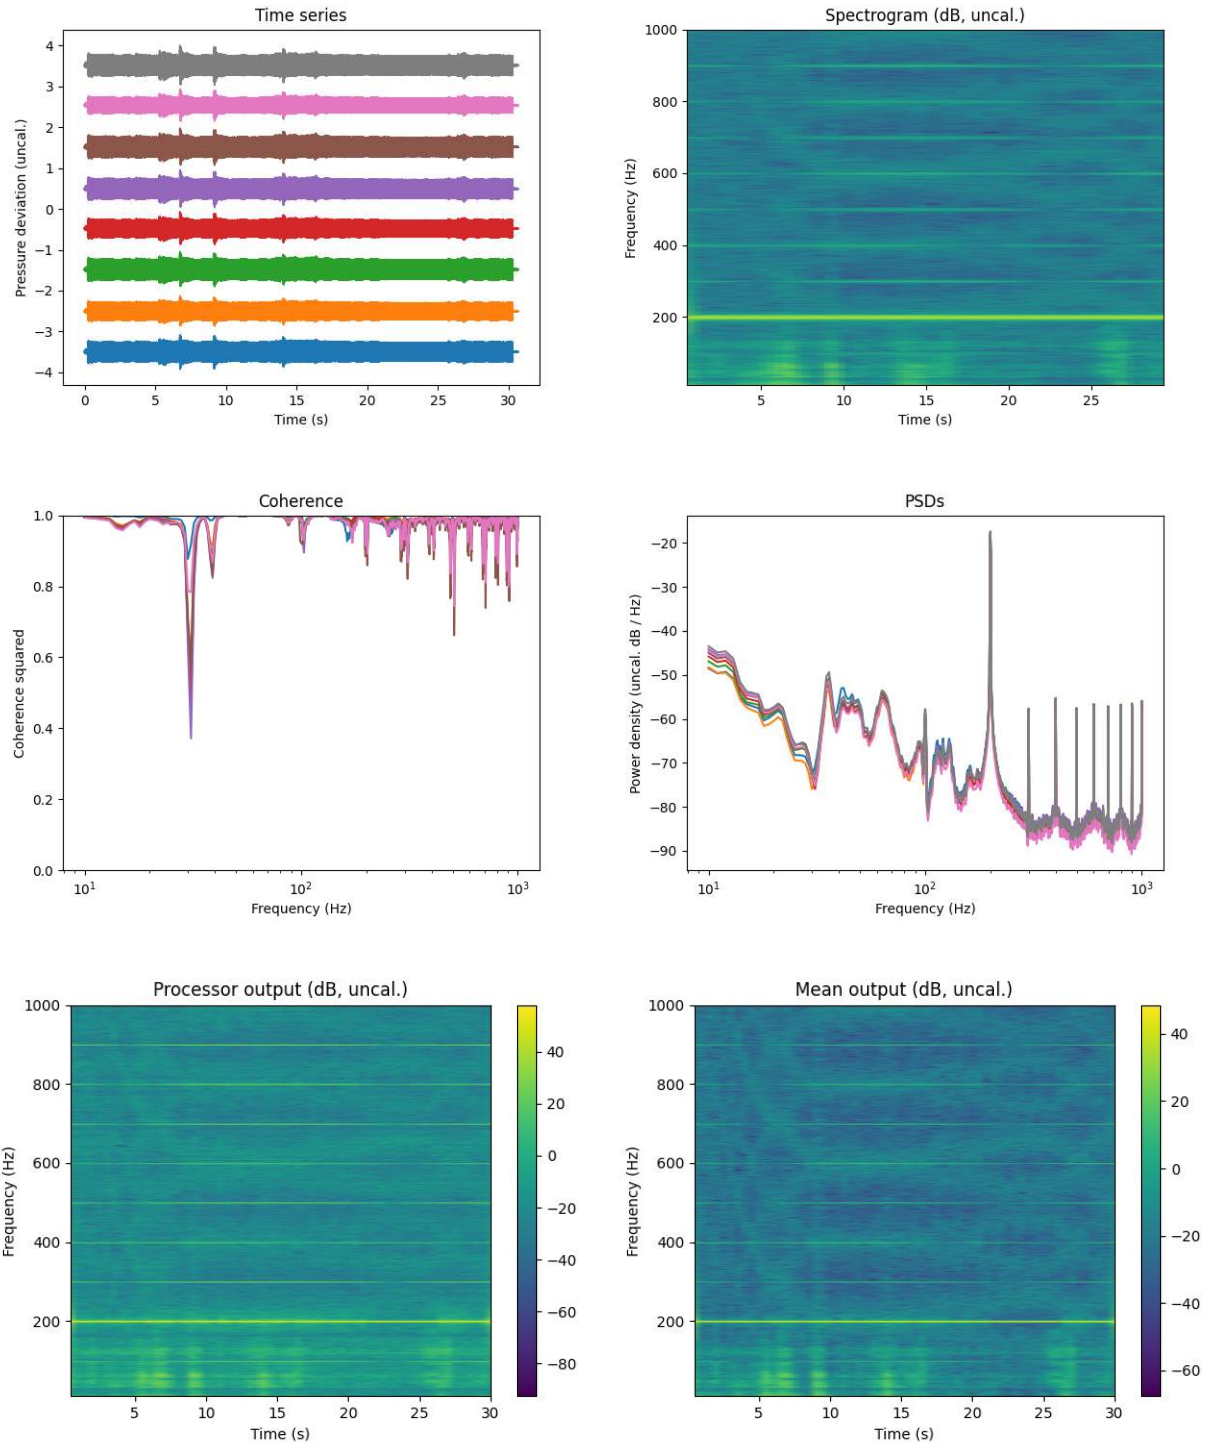 Time series
4
3
2
1
0
−1
−2
−3
−4
Pressure deviation (uncal.)
0 5 10 15 20 25 30
Time (s)
Spectrogram (dB, uncal.)
1000
800
600
400
200
Frequency (Hz)
5 10 15 20 25
Time (s)
Coherence
1.0
0.8
0.6
0.4
0.2
0.0
Coherence squared
10¹ 10² 10³
Frequency (Hz)
PSDs
−20
−30
−40
−50
−60
−70
−80
−90
Power density (uncal. dB / Hz)
10¹ 10² 10³
Frequency (Hz)
Processor output (dB, uncal.)
1000
800
600
400
200
Frequency (Hz)
5 10 15 20 25 30
Time (s)
40
20
0
−20
−40
−60
−80
Mean output (dB, uncal.)
1000
800
600
400
200
Frequency (Hz)
5 10 15 20 25 30
Time (s)
40
20
0
−20
−40
−60